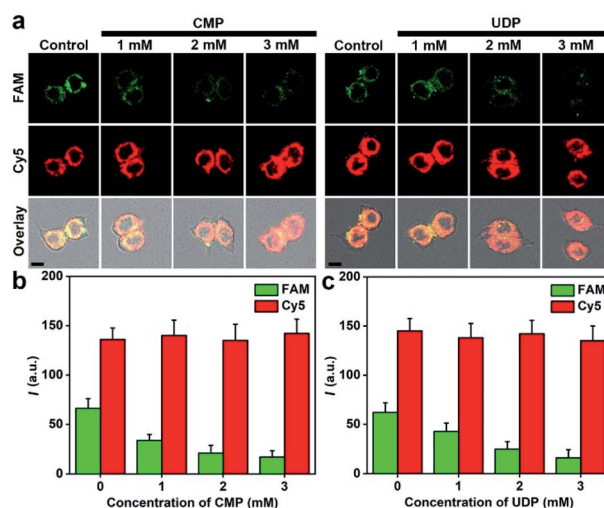 a
CMP
UDP
Control 1 mM 2 mM 3 mM Control 1 mM 2 mM 3 mM
FAM
Cy5
Overlay
b
c
FAM
Cy5
FAM
Cy5
I (a.u.)
150
100
50
0
0 1 2 3
Concentration of CMP (mM)
I (a.u.)
150
100
50
0
0 1 2 3
Concentration of UDP (mM)